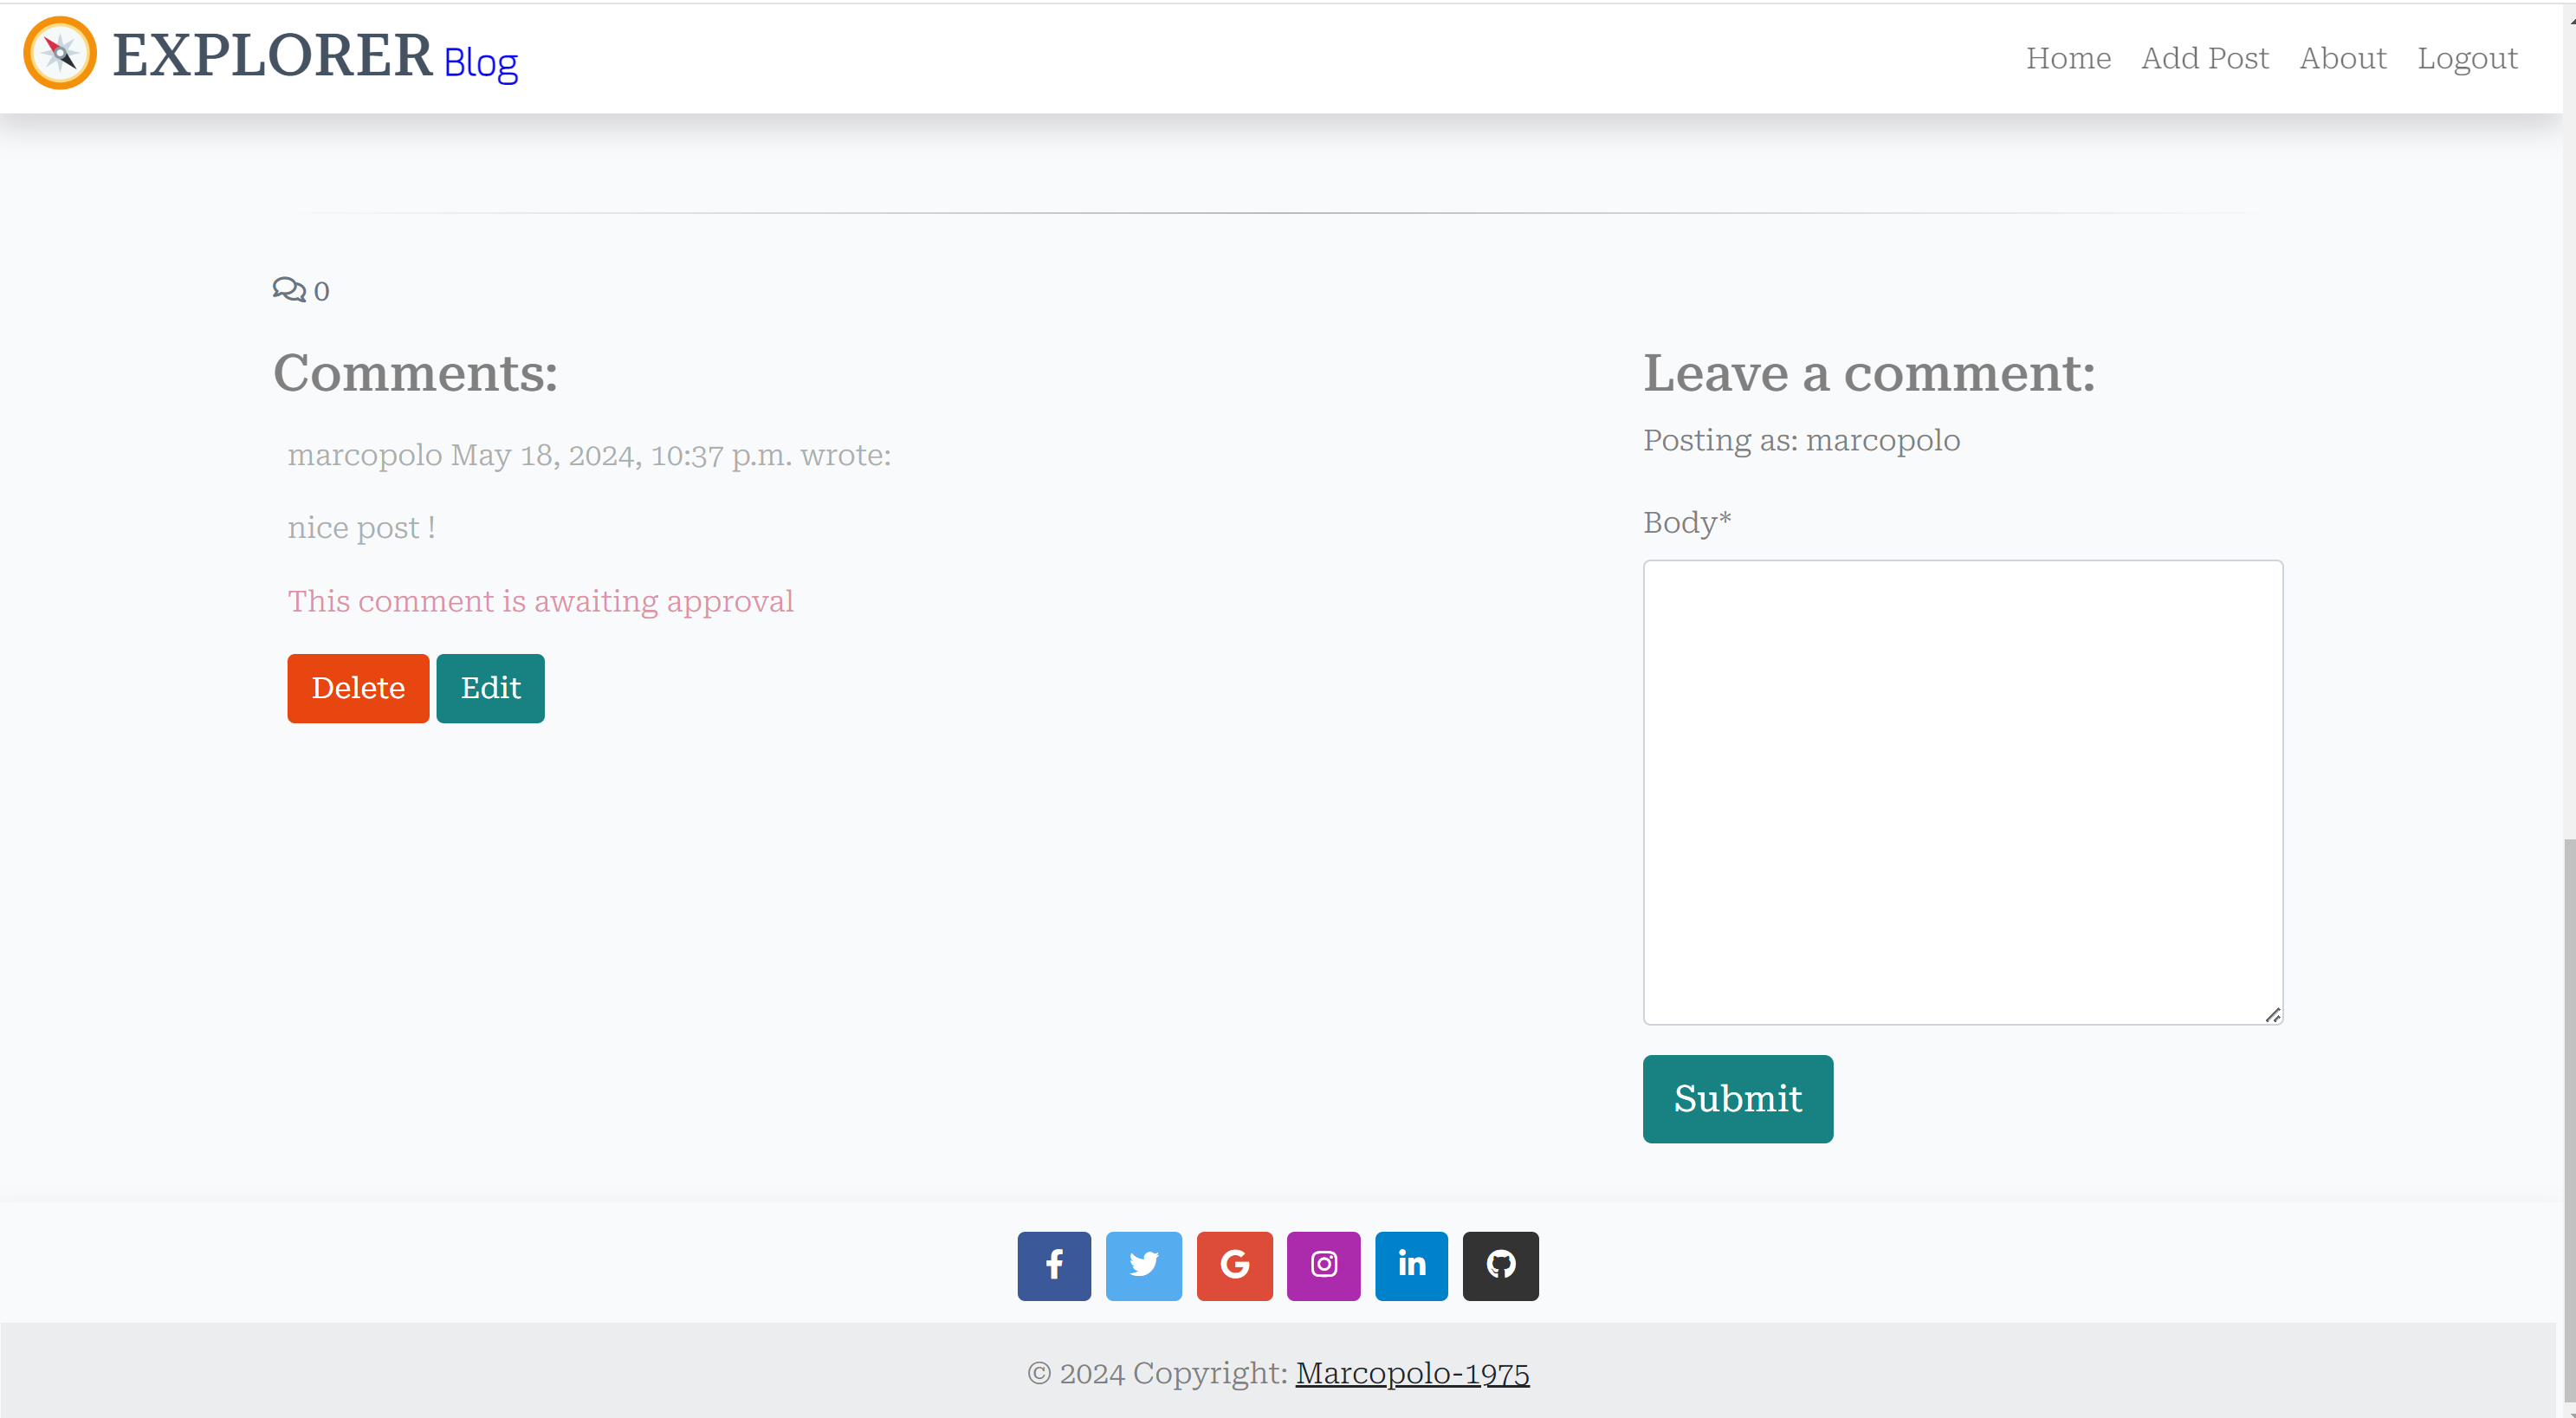 EXPLORER Blog
Home Add Post About Logout
0
Comments:
marcopolo May 18, 2024, 10:37 p.m. wrote:
nice post !
This comment is awaiting approval
Delete Edit
Leave a comment:
Posting as: marcopolo
Body*
Submit
© 2024 Copyright: Marcopolo-1975